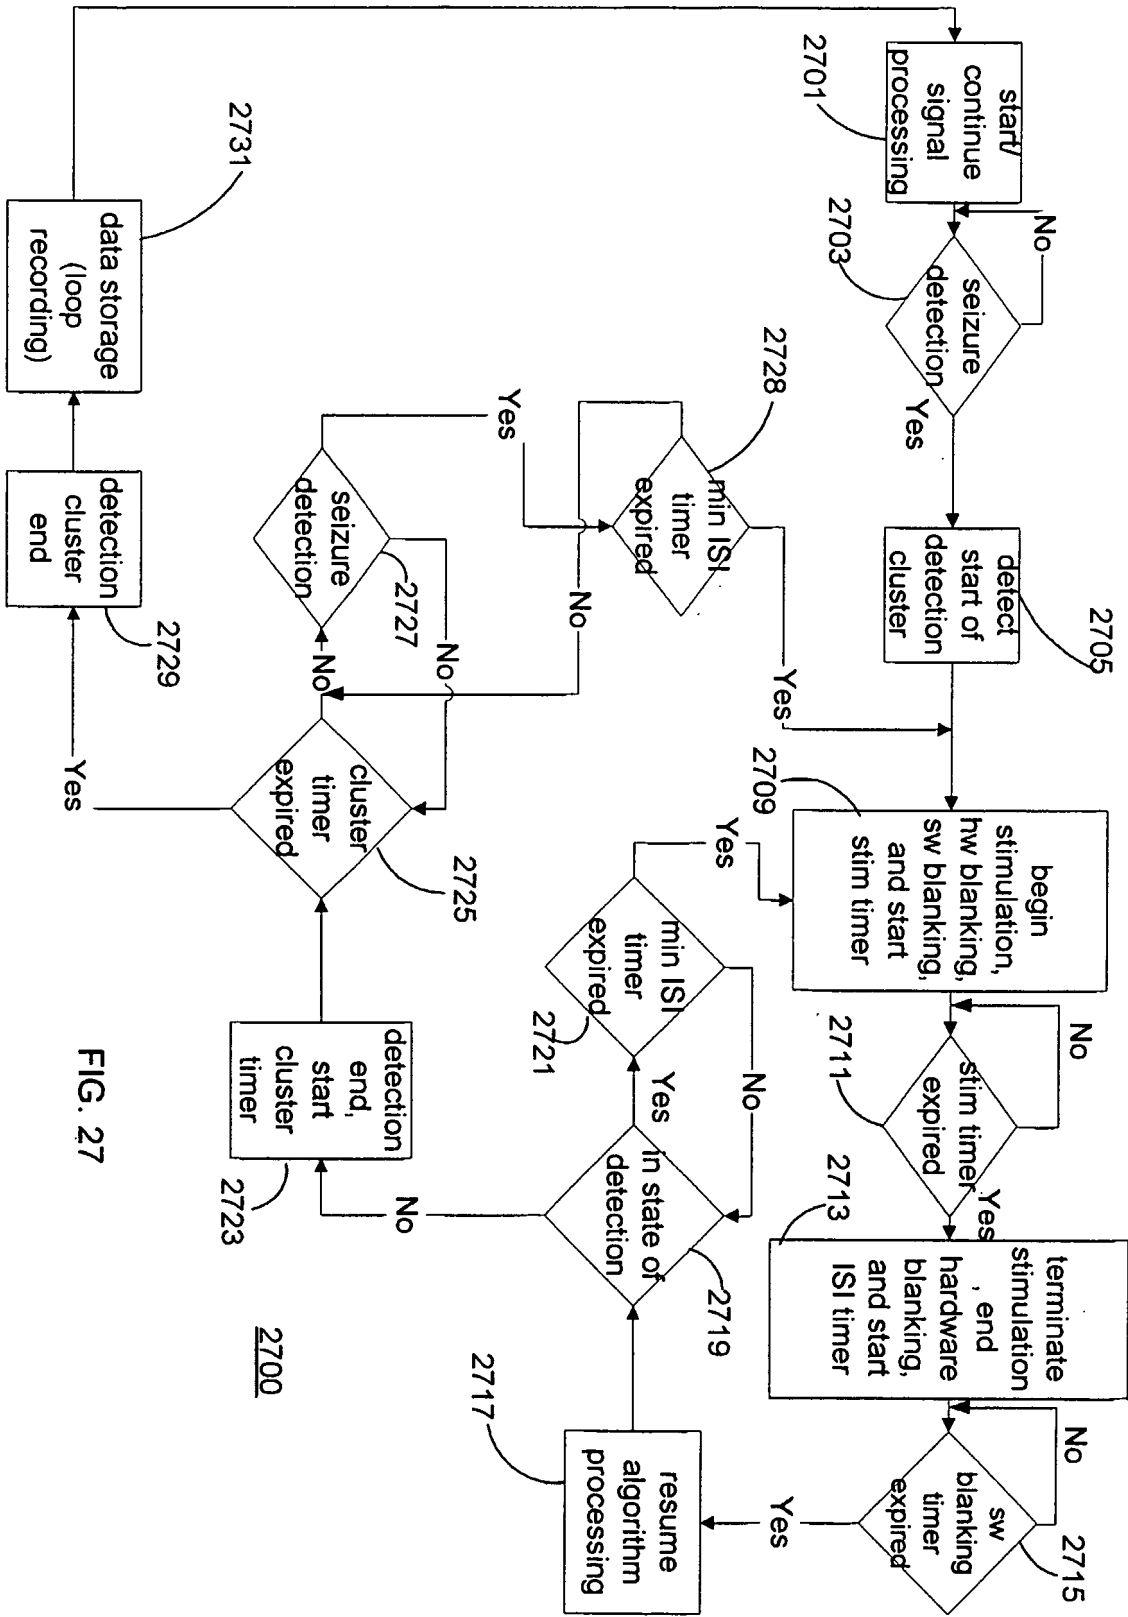 2701
start/
continue
signal
processing
No
2703
seizure
detection
Yes
2705
detect
start of
detection
cluster
2709
begin
stimulation,
hw blanking,
sw blanking,
and start
stim timer
No
2711
stim timer
expired
Yes
2713
terminate
stimulation
, end
hardware
blanking,
and start
ISI timer
No
2715
sw
blanking
timer
expired
Yes
2717
resume
algorithm
processing
2719
in state of
detection
Yes
No
2721
min ISI
timer
expired
No
Yes
2723
detection
end,
start
cluster
timer
2725
cluster
timer
expired
No
Yes
2727
seizure
detection
No
Yes
2728
min ISI
timer
expired
No
Yes
2729
detection
cluster
end
2731
data storage
(loop
recording)
2700
FIG. 27